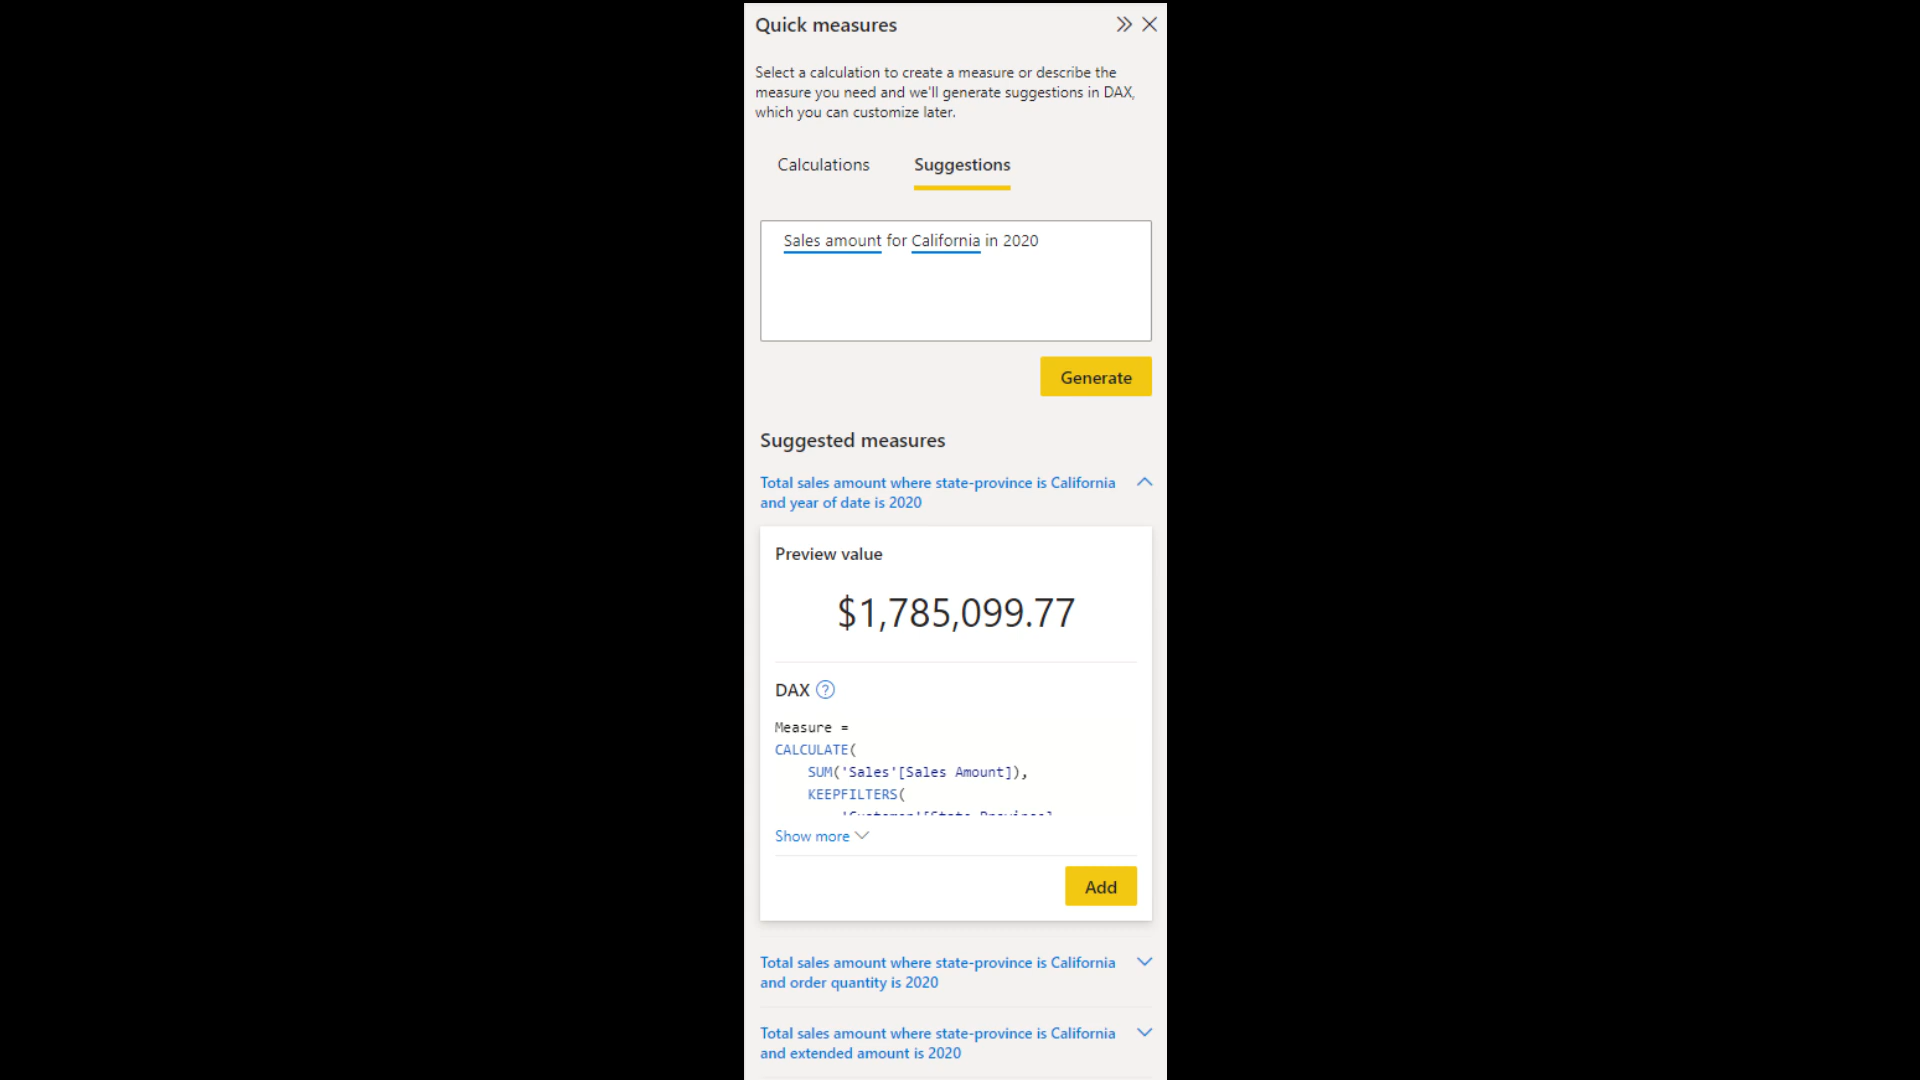 Quick measures
Select a calculation to create a measure or describe the
measure you need and we'll generate suggestions in DAX,
which you can customize later.
Calculations
Suggestions
Sales amount for California in 2020
Generate
Suggested measures
Total sales amount where state-province is California
and year of date is 2020
Preview value
$1,785,099.77
DAX ?
Measure =
CALCULATE(
SUM('Sales'[Sales Amount]),
KEEPFILTERS(
Show more
Add
Total sales amount where state-province is California
and order quantity is 2020
Total sales amount where state-province is California
and extended amount is 2020